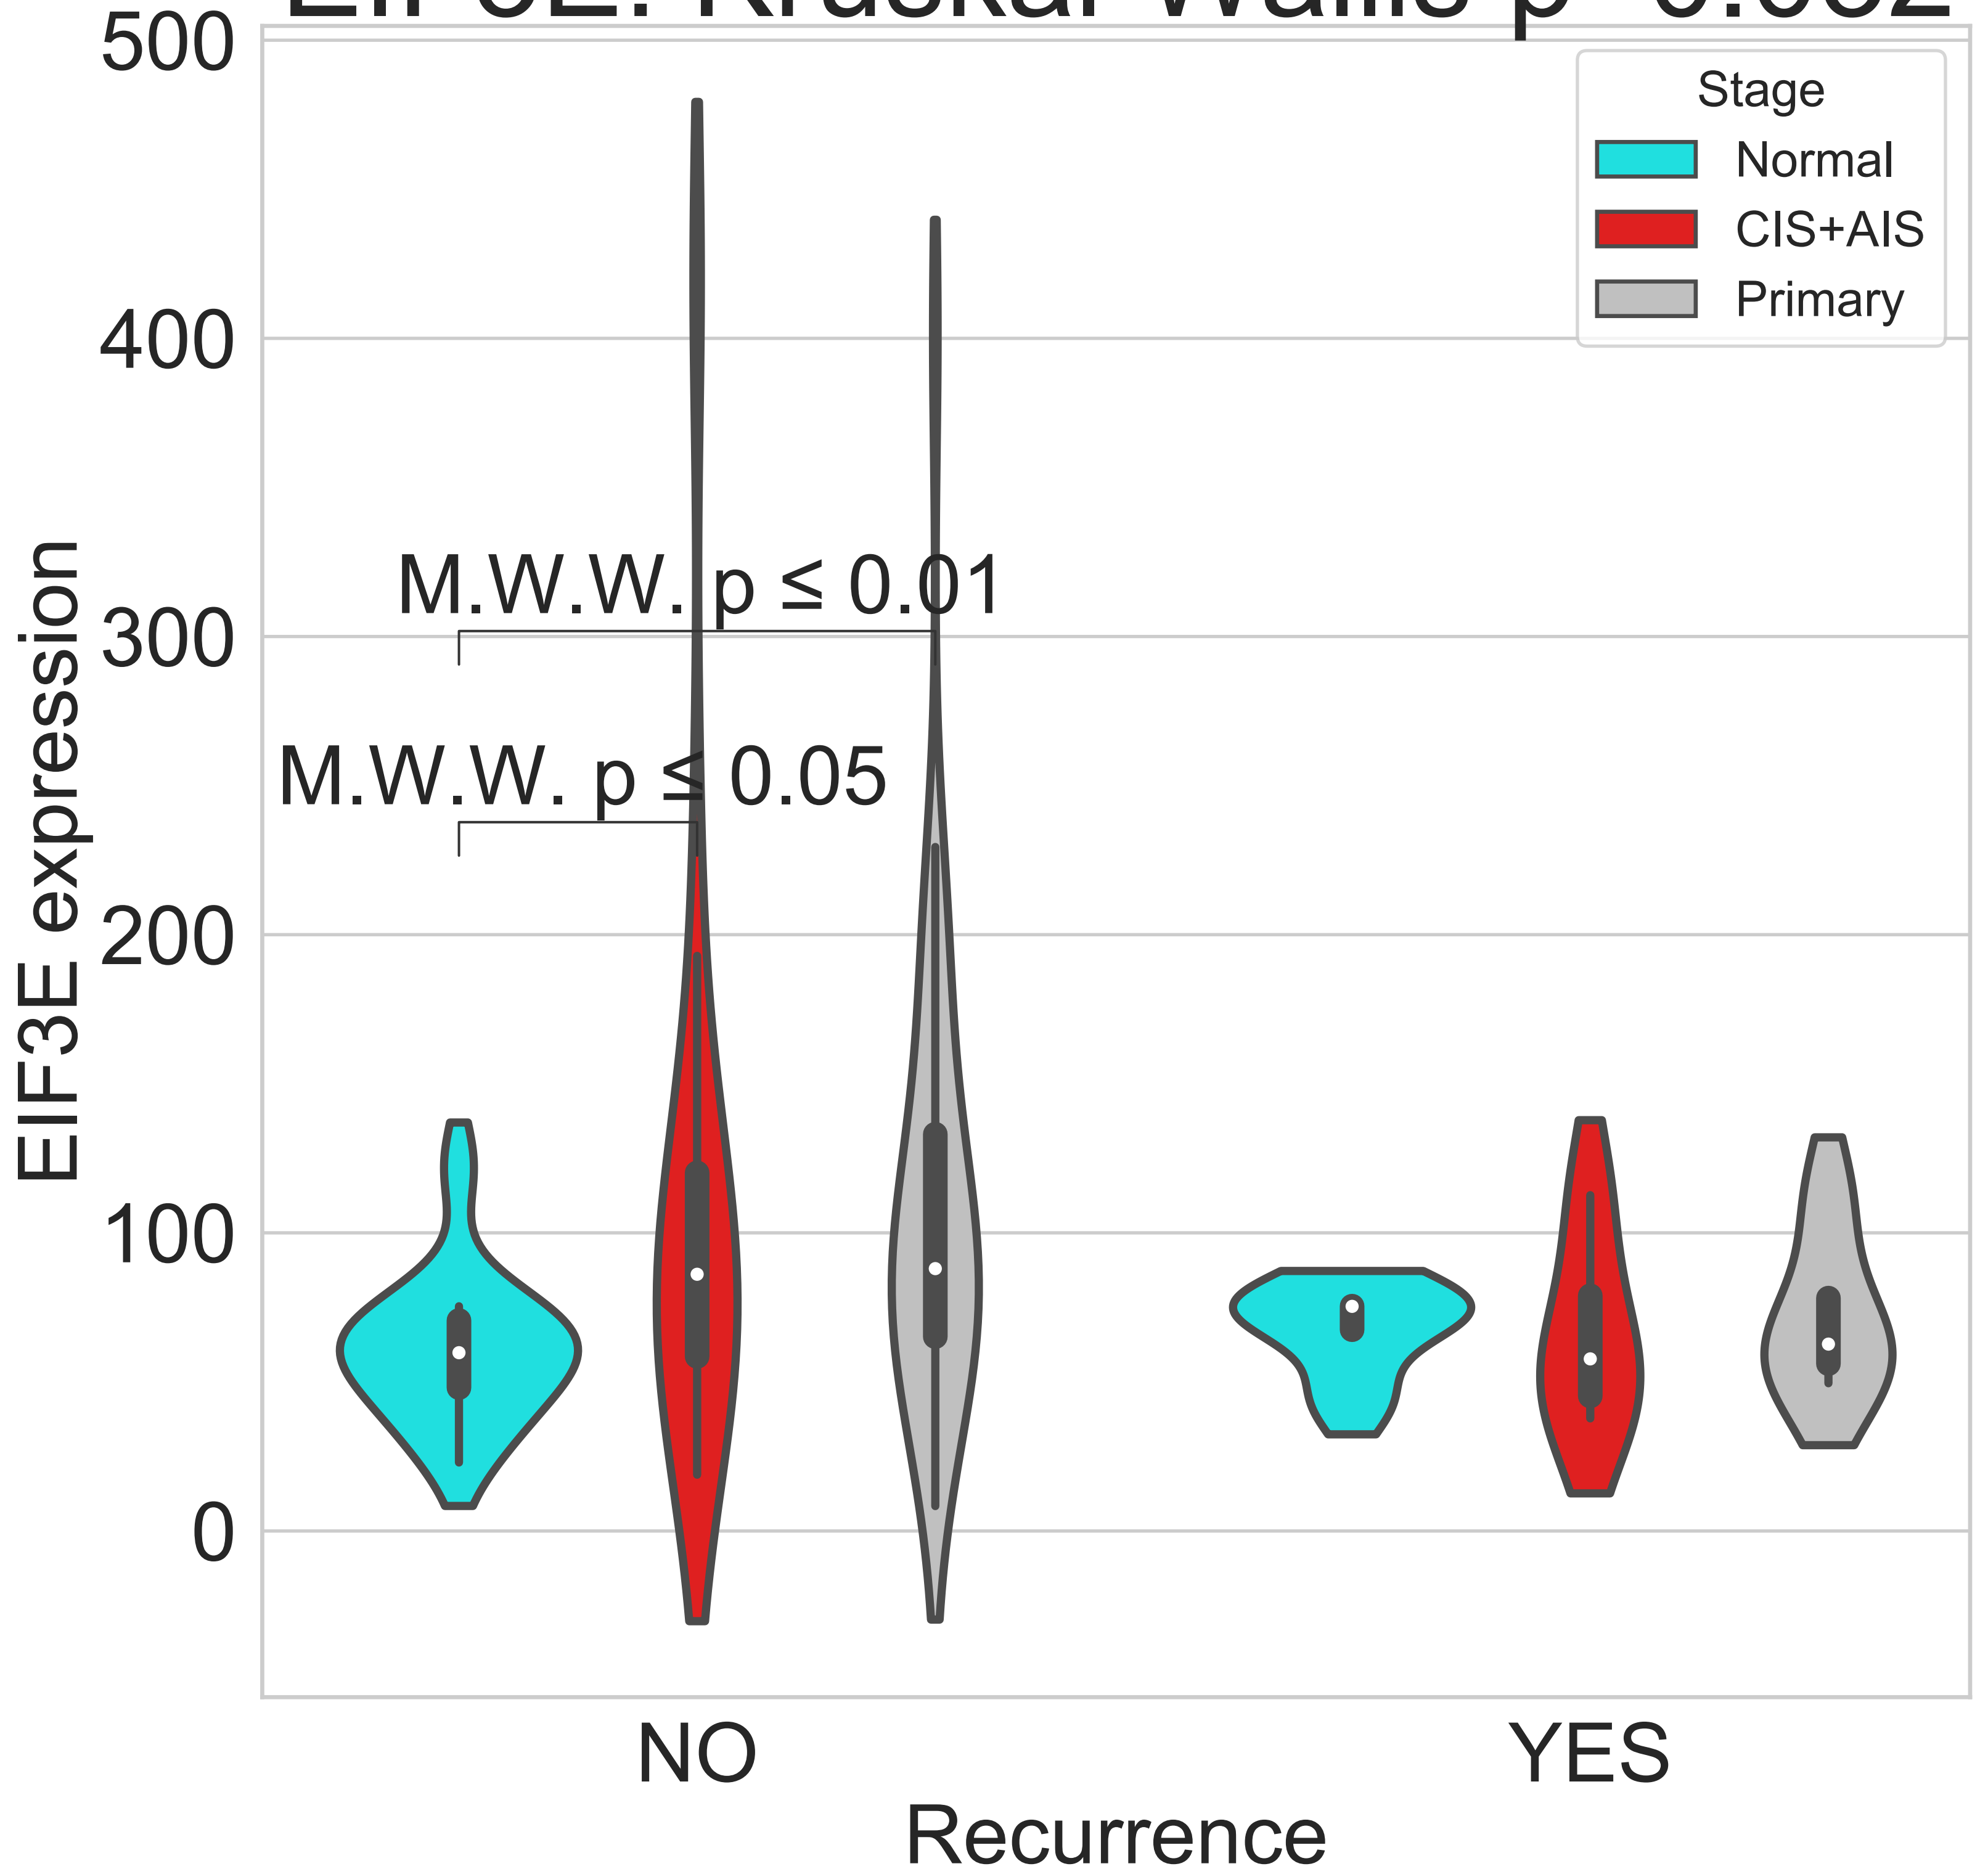 500
Stage
Normal
CIS+AIS
Primary
400
M.W.W. p ≤ 0.01
300
M.W.W. p ≤ 0.05
200
100
0
EIF3E expression
NO
YES
Recurrence